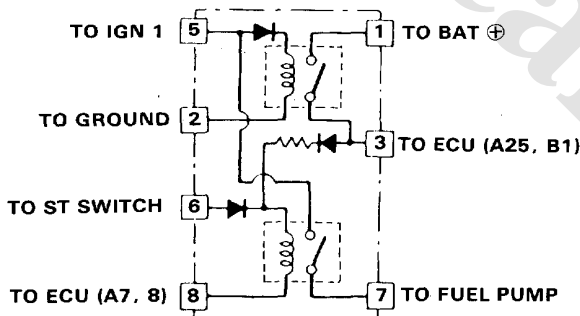 TO IGN 1 5 1 TO BAT ⊕
TO GROUND 2 3 TO ECU (A25, B1)
TO ST SWITCH 6
TO ECU (A7, 8) 8 7 TO FUEL PUMP